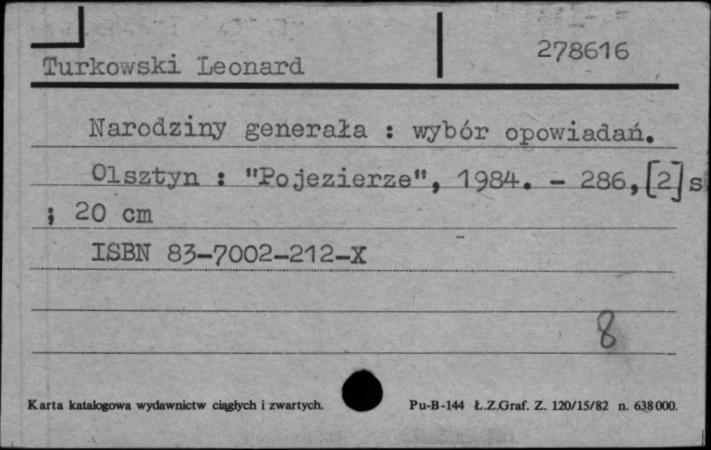 278616
Turkowski Leonard
Narodziny generała : wybór opowiadań.
Olsztyn : "Pojezierze", 1984. - 286,[2]s
; 20 cm
ISBN 83-7002-212-X
8
Karta katalogowa wydawnictw ciągłych i zwartych. Pu-B-144 Ł.Z.Graf. Z. 120/15/82 n. 638000.